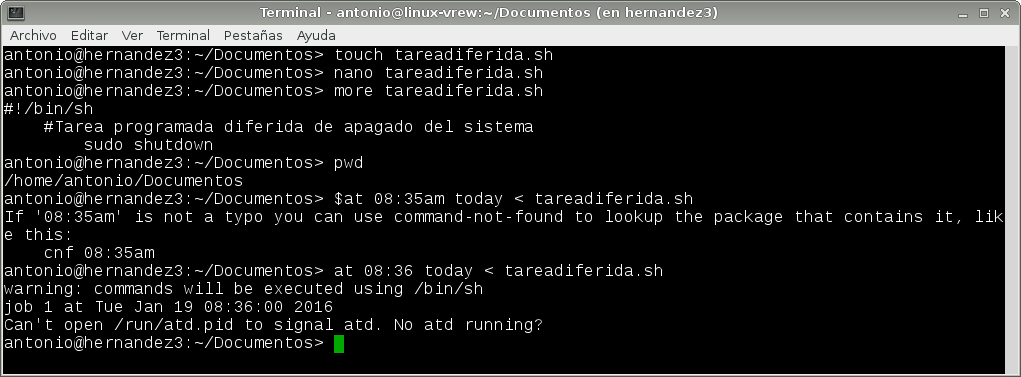 Terminal - antonio@linux-vrew:~/Documentos (en hernandez3)
Archivo Editar Ver Terminal Pestañas Ayuda
antonio@hernandez3:~/Documentos> touch tareadiferida.sh
antonio@hernandez3:~/Documentos> nano tareadiferida.sh
antonio@hernandez3:~/Documentos> more tareadiferida.sh
#!/bin/sh
    #Tarea programada diferida de apagado del sistema
        sudo shutdown
antonio@hernandez3:~/Documentos> pwd
/home/antonio/Documentos
antonio@hernandez3:~/Documentos> $at 08:35am today < tareadiferida.sh
If '08:35am' is not a typo you can use command-not-found to lookup the package that contains it, lik
e this:
    cnf 08:35am
antonio@hernandez3:~/Documentos> at 08:36 today < tareadiferida.sh
warning: commands will be executed using /bin/sh
job 1 at Tue Jan 19 08:36:00 2016
Can't open /run/atd.pid to signal atd. No atd running?
antonio@hernandez3:~/Documentos>